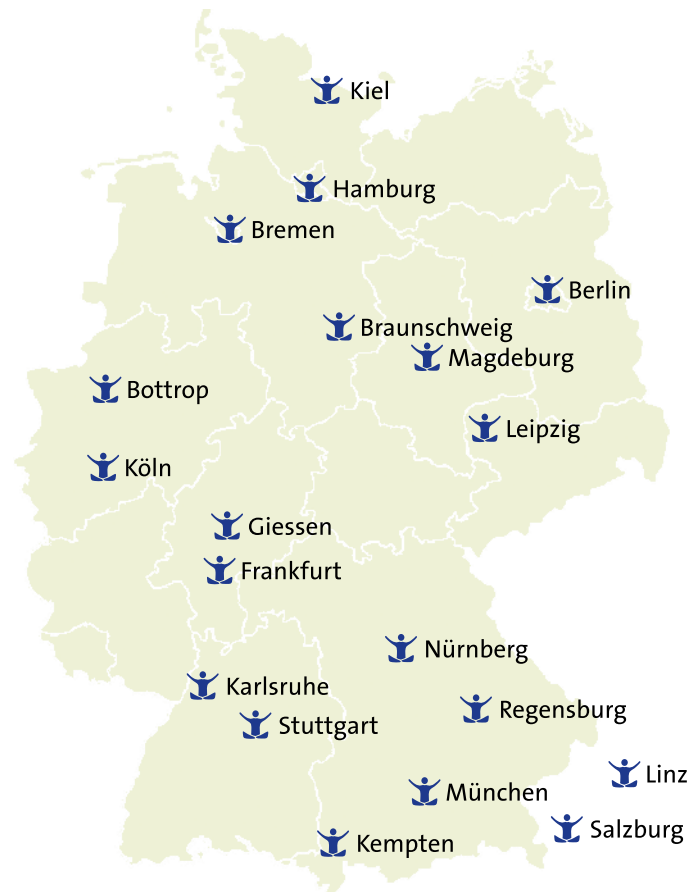 Kiel
Hamburg
Bremen
Berlin
Braunschweig
Magdeburg
Bottrop
Leipzig
Köln
Giessen
Frankfurt
Nürnberg
Karlsruhe
Regensburg
Stuttgart
Linz
München
Salzburg
Kempten